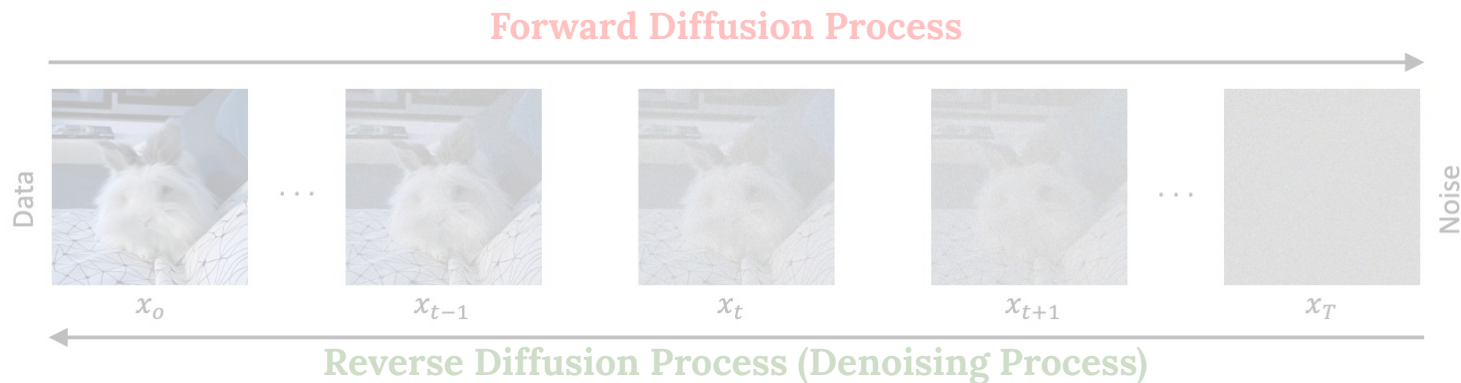 Forward Diffusion Process
Data
. . .
. . .
Noise
x_o
x_{t−1}
x_t
x_{t+1}
x_T
Reverse Diffusion Process (Denoising Process)